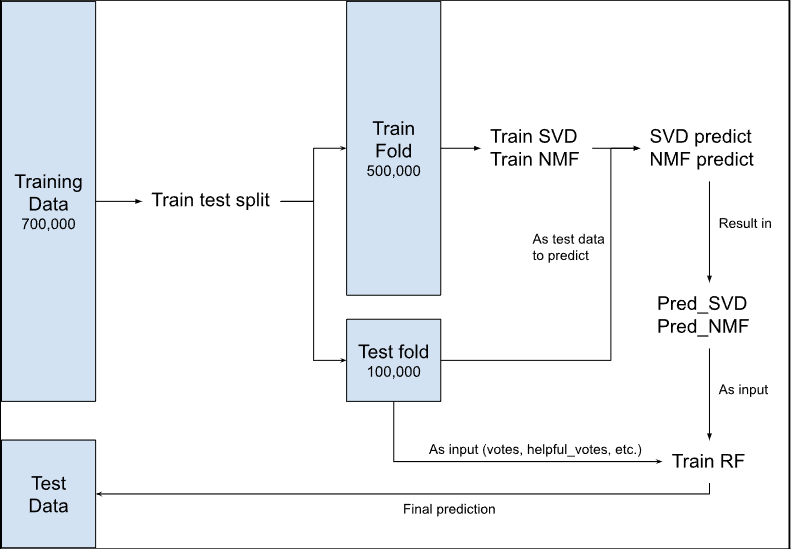 Training
Data
700,000
Train test split
Train
Fold
500,000
Train SVD
Train NMF
SVD predict
NMF predict
As test data
to predict
Result in
Pred_SVD
Pred_NMF
Test fold
100,000
As input
As input (votes, helpful_votes, etc.)
Train RF
Test
Data
Final prediction